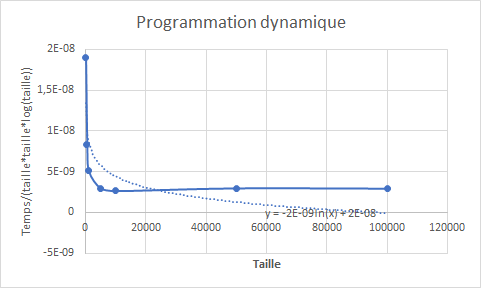 Programmation dynamique
2E-08
1,5E-08
1E-08
5E-09
0
-5E-09
Temps/(taille*taille*log(taille))
y = -2E-09ln(x) + 2E-08
0
20000
40000
60000
80000
100000
120000
Taille